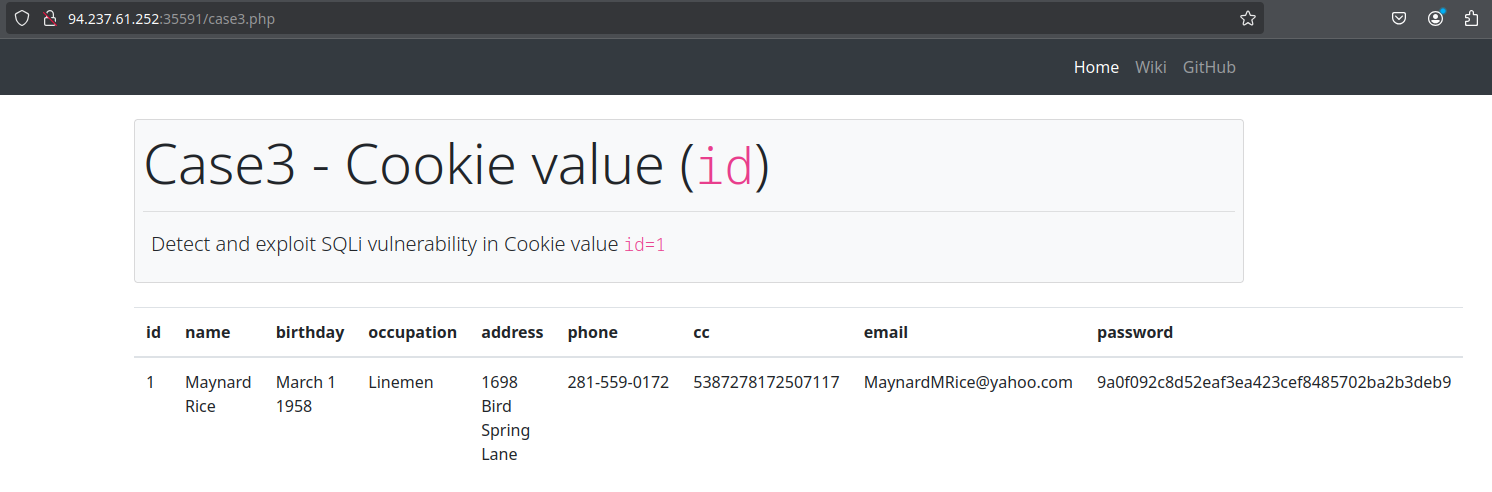 94.237.61.252:35591/case3.php
Home Wiki GitHub
Case3 - Cookie value (id)
Detect and exploit SQLi vulnerability in Cookie value id=1
id name birthday occupation address phone cc email password
1 Maynard March 1 Linemen 1698 281-559-0172 5387278172507117 MaynardMRice@yahoo.com 9a0f092c8d52eaf3ea423cef8485702ba2b3deb9
Rice 1958 Bird
Spring
Lane